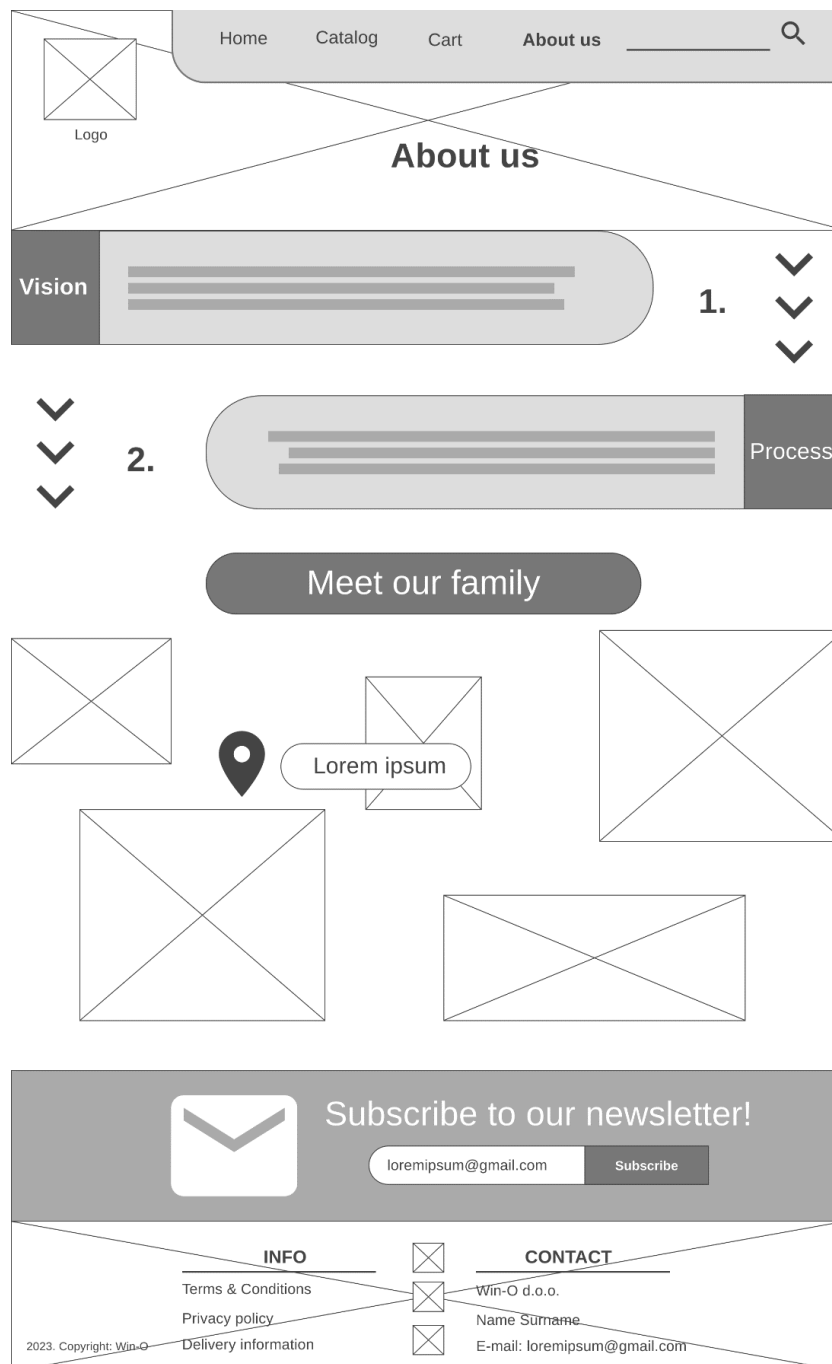 Home
Catalog
Cart
About us
Logo
About us
Vision
1.
2.
Process
Meet our family
Lorem ipsum
Subscribe to our newsletter!
loremipsum@gmail.com
Subscribe
INFO
Terms & Conditions
Privacy policy
Delivery information
CONTACT
Win-O d.o.o.
Name Surname
E-mail: loremipsum@gmail.com
2023. Copyright: Win-O